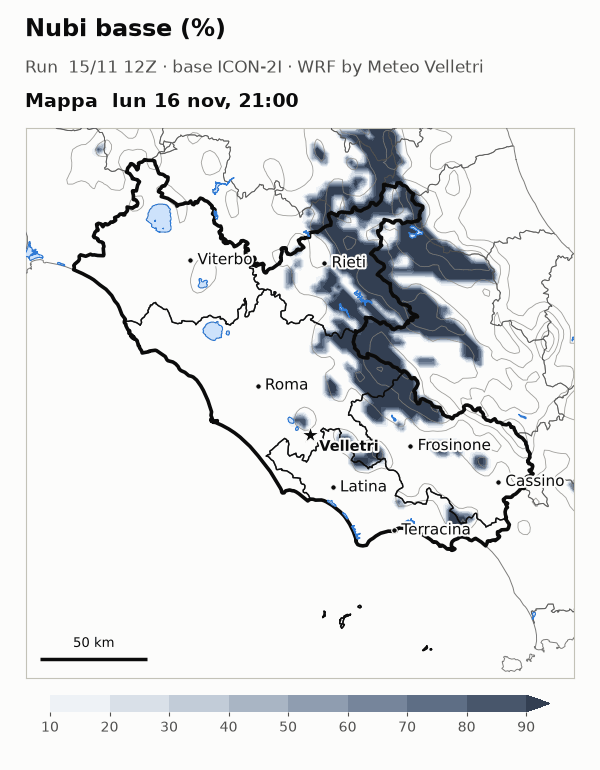 Nubi basse (%)
Run 15/11 12Z · base ICON-2I · WRF by Meteo Velletri
Mappa lun 16 nov, 21:00
Viterbo
Rieti
Roma
Velletri
Frosinone
Cassino
Latina
Terracina
50 km
10 20 30 40 50 60 70 80 90